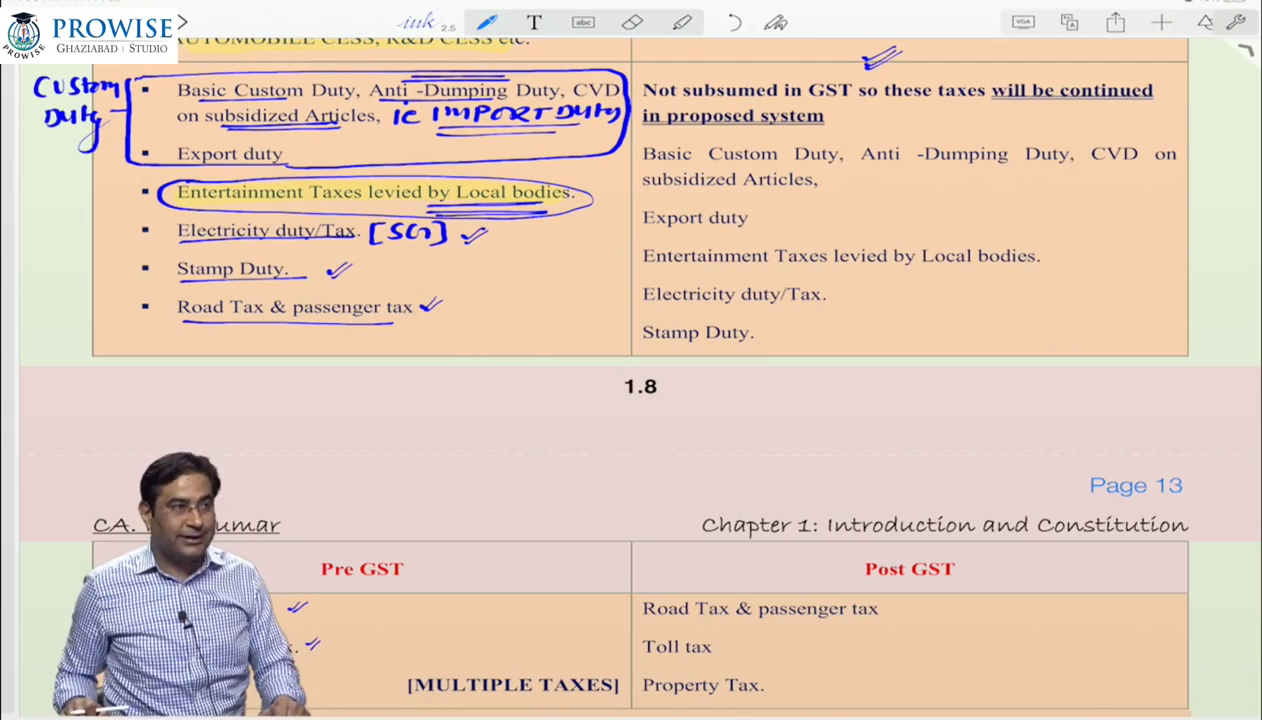 PROWISE
GHAZIABAD | STUDIO
PROWISE
ink 2.5
T
abc
VGA
AUTOMOBILE CESS, R&D CESS etc.
CUSTOM
DUTY
▪ Basic Custom Duty, Anti -Dumping Duty, CVD
on subsidized Articles, ie IMPORT DUTY
▪ Export duty
▪ Entertainment Taxes levied by Local bodies.
▪ Electricity duty/Tax. [SG]
▪ Stamp Duty.
▪ Road Tax & passenger tax
Not subsumed in GST so these taxes will be continued
in proposed system
Basic Custom Duty, Anti -Dumping Duty, CVD on
subsidized Articles,
Export duty
Entertainment Taxes levied by Local bodies.
Electricity duty/Tax.
Stamp Duty.
1.8
Page 13
CA. umar
Chapter 1: Introduction and Constitution
Pre GST
Post GST
[MULTIPLE TAXES]
Road Tax & passenger tax
Toll tax
Property Tax.